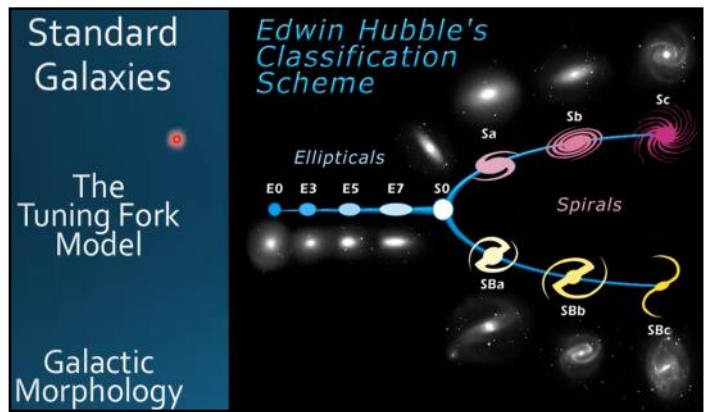 Standard
Galaxies
The
Tuning Fork
Model
Galactic
Morphology
Edwin Hubble's
Classification
Scheme
Ellipticals
E0 E3 E5 E7 S0
Sa
Sb
Sc
Spirals
SBa
SBb
SBc